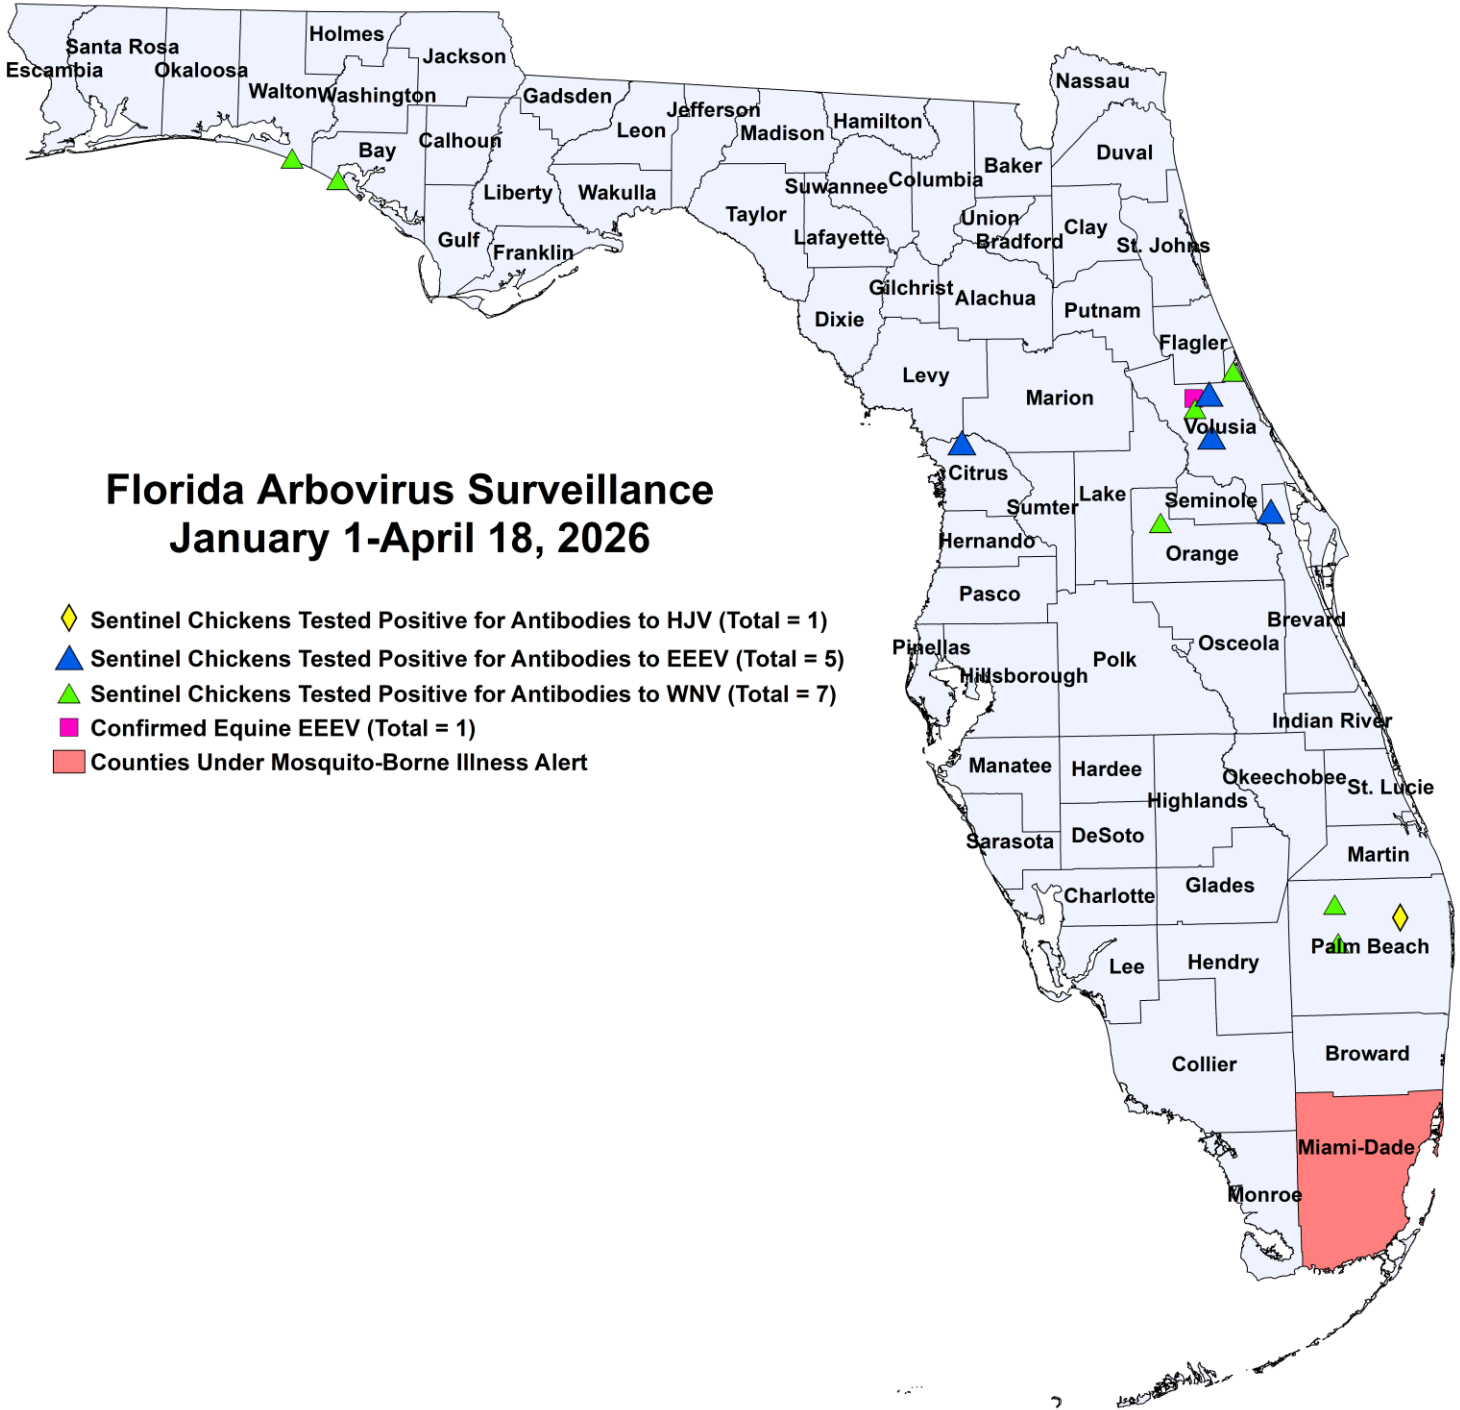 Holmes
Jackson
Santa Rosa
Escambia
Okaloosa
Walton
Washington
Gadsden
Jefferson
Nassau
Leon
Madison
Hamilton
Calhoun
Bay
Duval
Baker
Suwannee
Columbia
Liberty
Wakulla
Taylor
Union
Clay
Lafayette
Bradford
St. Johns
Gulf
Franklin
Gilchrist
Alachua
Putnam
Dixie
Flagler
Levy
Marion
Volusia
Citrus
Florida Arbovirus Surveillance
January 1-April 18, 2026
Sumter
Lake
Seminole
Hernando
Orange
Pasco
Brevard
Sentinel Chickens Tested Positive for Antibodies to HJV (Total = 1)
Sentinel Chickens Tested Positive for Antibodies to EEEV (Total = 5)
Sentinel Chickens Tested Positive for Antibodies to WNV (Total = 7)
Confirmed Equine EEEV (Total = 1)
Counties Under Mosquito-Borne Illness Alert
Pinellas
Hillsborough
Polk
Osceola
Indian River
Manatee
Hardee
Okeechobee
St. Lucie
Highlands
Sarasota
DeSoto
Martin
Charlotte
Glades
Palm Beach
Lee
Hendry
Collier
Broward
Miami-Dade
Monroe